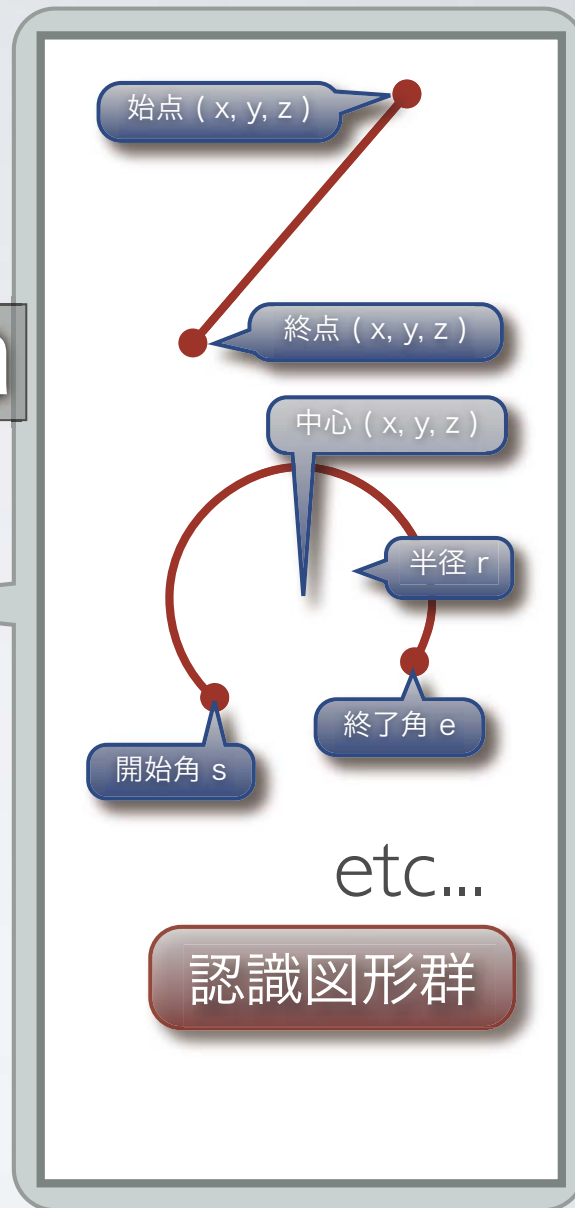 始点 ( x, y, z )
終点 ( x, y, z )
中心 ( x, y, z )
半径 r
終了角 e
開始角 s
etc...
認識図形群